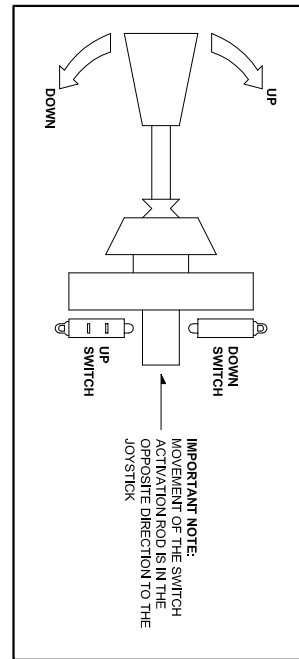 UP
DOWN
SWITCH
IMPORTANT NOTE:
MOVEMENT OF THE SWITCH
ACTIVATION ROD IS IN THE
OPPOSITE DIRECTION TO THE
JOYSTICK
UP
SWITCH
DOWN